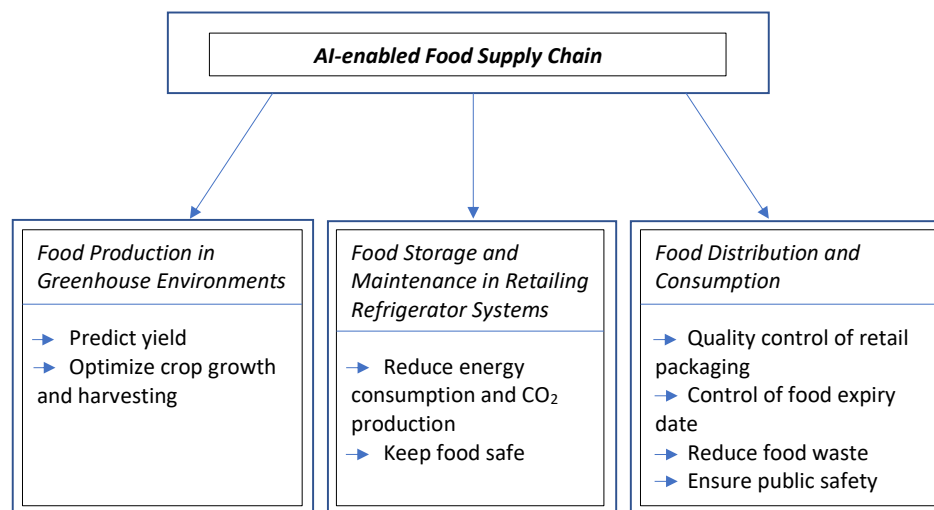 AI-enabled Food Supply Chain
Food Production in
Greenhouse Environments
Predict yield
Optimize crop growth
and harvesting
Food Storage and
Maintenance in Retailing
Refrigerator Systems
Reduce energy
consumption and CO₂
production
Keep food safe
Food Distribution and
Consumption
Quality control of retail
packaging
Control of food expiry
date
Reduce food waste
Ensure public safety